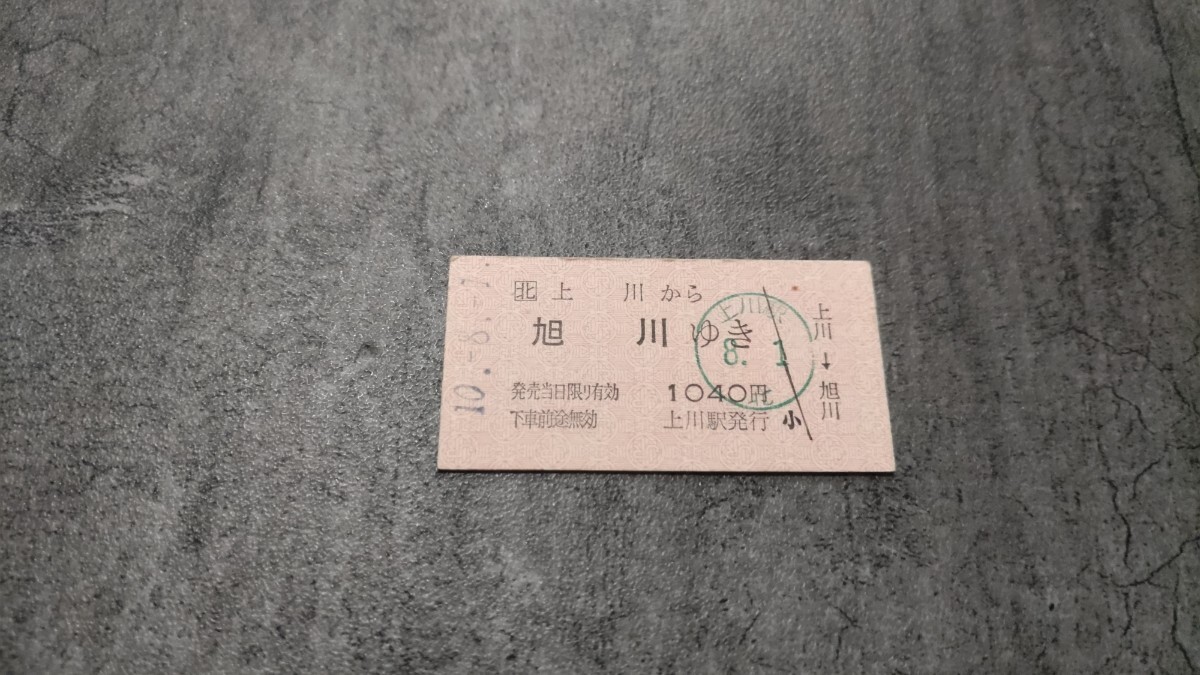 10.-8.-1.
北 上 川から
旭 川ゆき
発売当日限り有効 1040円
下車前途無効 上川駅発行 小
上川→旭川
上川駅
8. 1